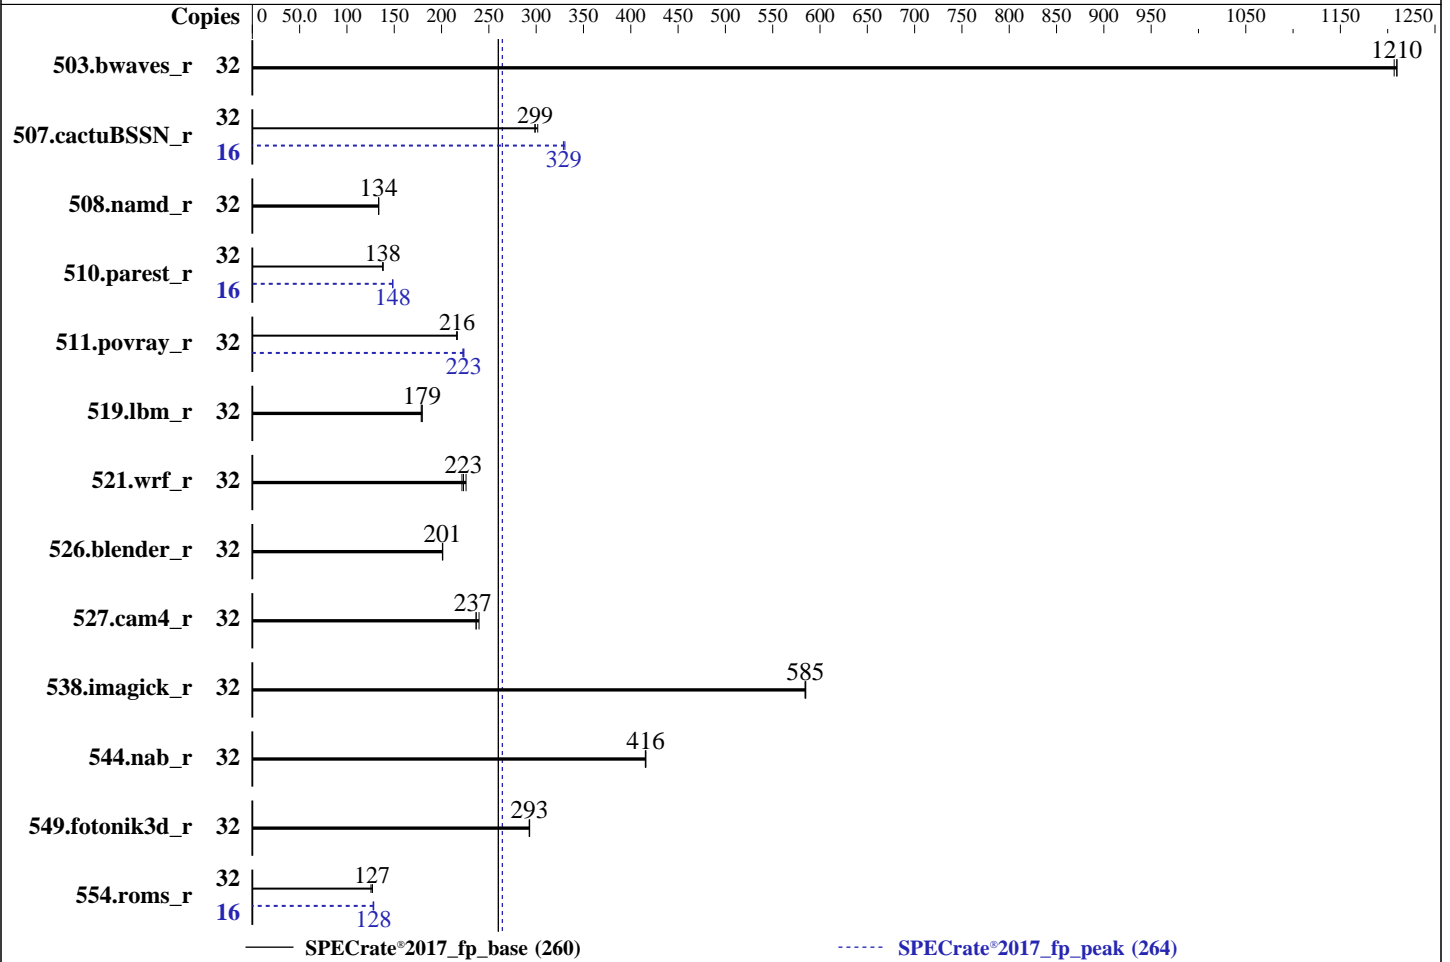 Copies 0 50.0 100 150 200 250 300 350 400 450 500 550 600 650 700 750 800 850 900 950 1050 1150 1250
1210
503.bwaves_r 32
32 299
507.cactuBSSN_r
16 329
134
508.namd_r 32
32 138
510.parest_r
16 148
216
511.povray_r 32
223
179
519.lbm_r 32
223
521.wrf_r 32
201
526.blender_r 32
237
527.cam4_r 32
585
538.imagick_r 32
416
544.nab_r 32
293
549.fotonik3d_r 32
32 127
554.roms_r
16 128
SPECrate®2017_fp_base (260) SPECrate®2017_fp_peak (264)